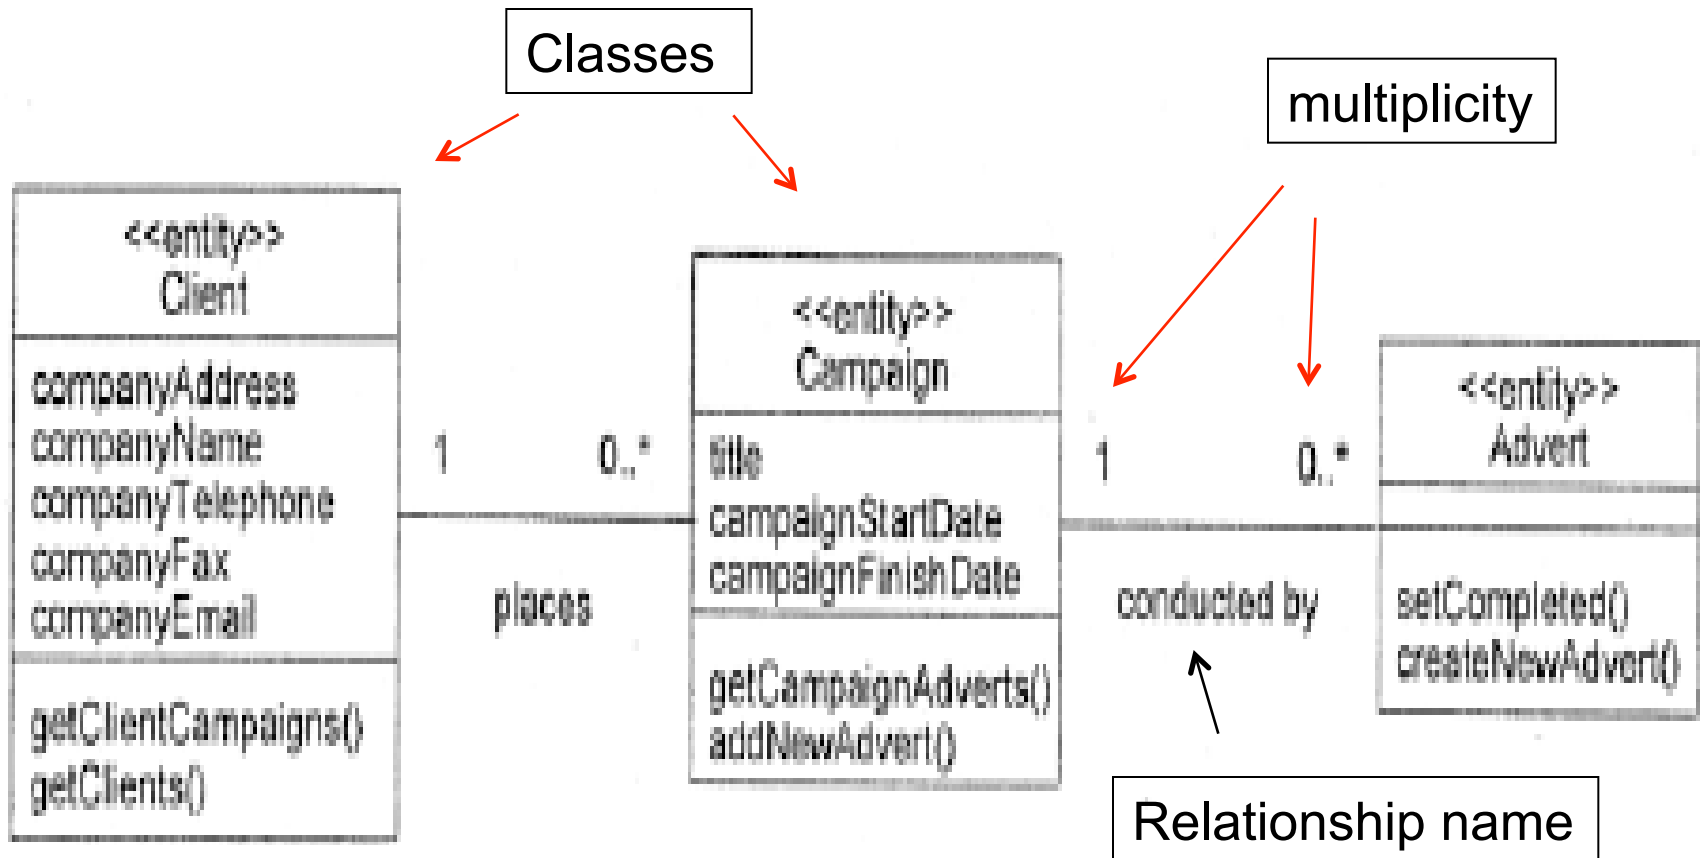 Classes
multiplicity
<<entity>>
Client
companyAddress
companyName
companyTelephone
companyFax
companyEmail
getClientCampaigns()
getClients()
1
0..*
places
<<entity>>
Campaign
title
campaignStartDate
campaignFinishDate
getCampaignAdverts()
addNewAdvert()
1
0..*
conducted by
<<entity>>
Advert
setCompleted()
createNewAdvert()
Relationship name